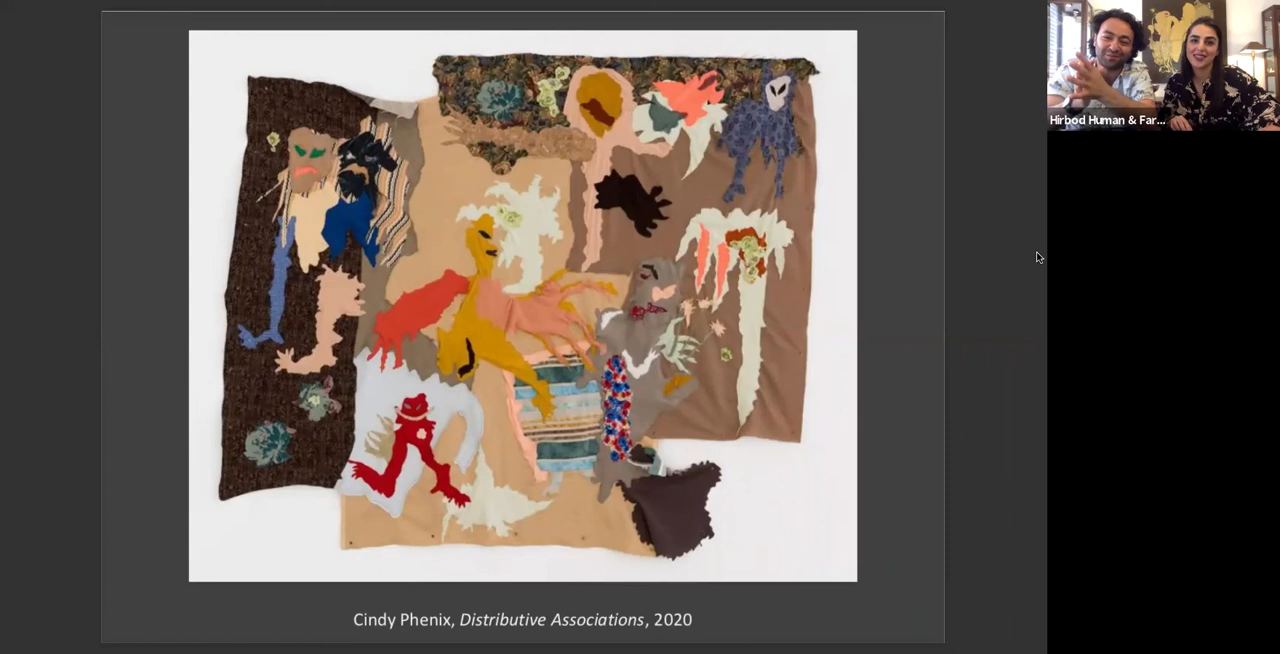 Hirbod Human & Far...
Cindy Phenix, Distributive Associations, 2020